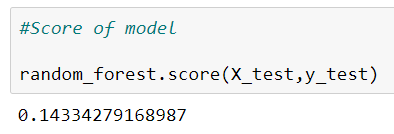 #Score of model
random_forest.score(X_test,y_test)
0.14334279168987